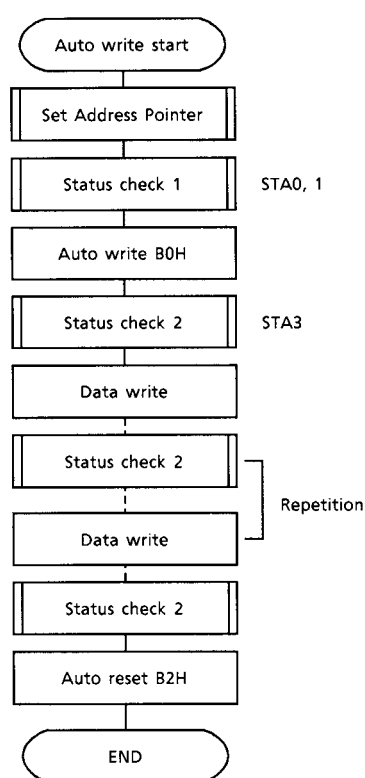 Auto write start
Set Address Pointer
Status check 1
STA0, 1
Auto write B0H
Status check 2
STA3
Data write
Status check 2
Repetition
Data write
Status check 2
Auto reset B2H
END